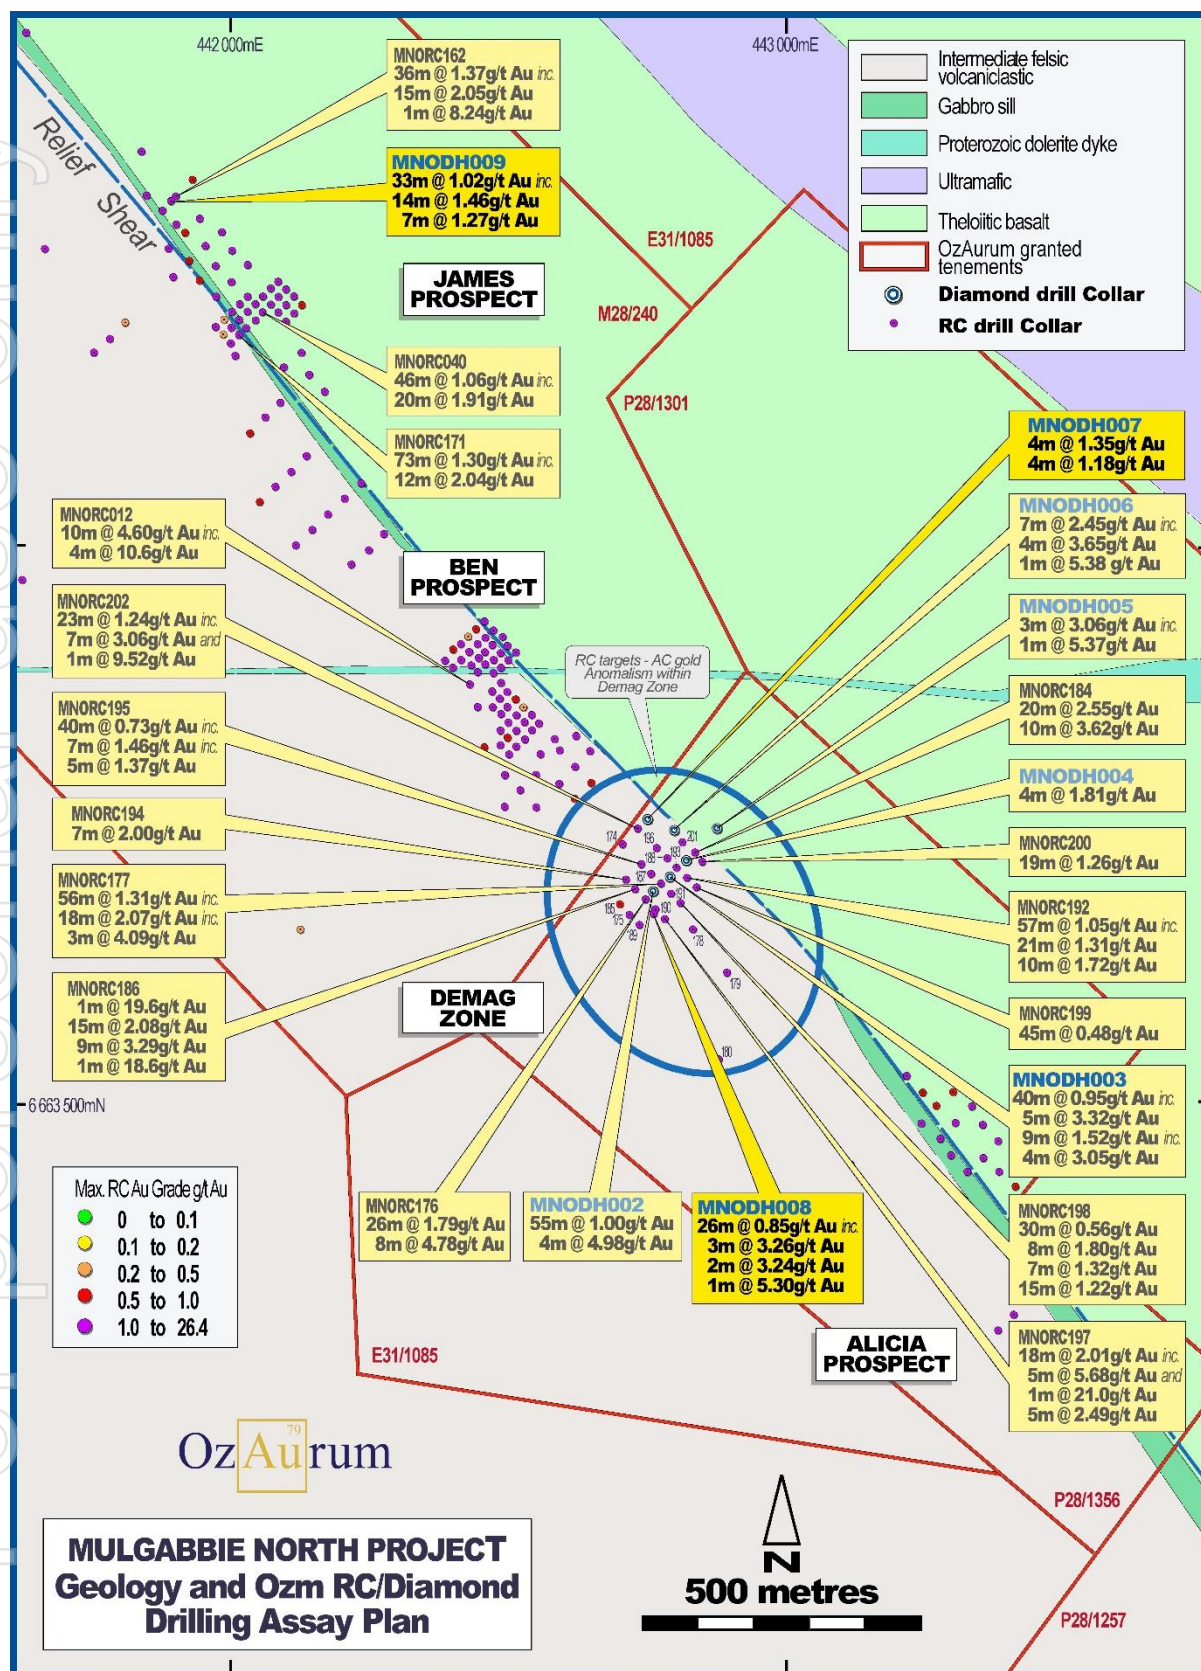 442 000mE
443 000mE
Intermediate felsic
volcaniclastic
Gabbro sill
Proterozoic dolerite dyke
Ultramafic
Theloiitic basalt
OzAurum granted
tenements
Diamond drill Collar
RC drill Collar
MNORC162
36m @ 1.37g/t Au inc.
15m @ 2.05g/t Au
1m @ 8.24g/t Au
Relief Shear
MNODH009
33m @ 1.02g/t Au inc.
14m @ 1.46g/t Au
7m @ 1.27g/t Au
E31/1085
JAMES
PROSPECT
M28/240
MNORC040
46m @ 1.06g/t Au inc.
20m @ 1.91g/t Au
P28/1301
MNORC171
73m @ 1.30g/t Au inc.
12m @ 2.04g/t Au
MNODH007
4m @ 1.35g/t Au
4m @ 1.18g/t Au
MNORC012
10m @ 4.60g/t Au inc.
4m @ 10.6g/t Au
MNODH006
7m @ 2.45g/t Au inc.
4m @ 3.65g/t Au
1m @ 5.38 g/t Au
BEN
PROSPECT
MNORC202
23m @ 1.24g/t Au inc.
7m @ 3.06g/t Au and
1m @ 9.52g/t Au
MNODH005
3m @ 3.06g/t Au inc.
1m @ 5.37g/t Au
RC targets - AC gold
Anomalism within
Demag Zone
MNORC184
20m @ 2.55g/t Au
10m @ 3.62g/t Au
MNORC195
40m @ 0.73g/t Au inc.
7m @ 1.46g/t Au inc.
5m @ 1.37g/t Au
MNODH004
4m @ 1.81g/t Au
MNORC194
7m @ 2.00g/t Au
MNORC200
19m @ 1.26g/t Au
174
196
201
188
193
187
191
185
175
190
189
178
179
180
MNORC177
56m @ 1.31g/t Au inc.
18m @ 2.07g/t Au inc.
3m @ 4.09g/t Au
MNORC192
57m @ 1.05g/t Au inc.
21m @ 1.31g/t Au
10m @ 1.72g/t Au
MNORC186
1m @ 19.6g/t Au
15m @ 2.08g/t Au
9m @ 3.29g/t Au
1m @ 18.6g/t Au
DEMAG
ZONE
MNORC199
45m @ 0.48g/t Au
6 663 500mN
MNODH003
40m @ 0.95g/t Au inc.
5m @ 3.32g/t Au
9m @ 1.52g/t Au inc.
4m @ 3.05g/t Au
Max. RC Au Grade g/t Au
0 to 0.1
0.1 to 0.2
0.2 to 0.5
0.5 to 1.0
1.0 to 26.4
MNORC176
26m @ 1.79g/t Au
8m @ 4.78g/t Au
MNODH002
55m @ 1.00g/t Au
4m @ 4.98g/t Au
MNODH008
26m @ 0.85g/t Au inc.
3m @ 3.26g/t Au
2m @ 3.24g/t Au
1m @ 5.30g/t Au
MNORC198
30m @ 0.56g/t Au
8m @ 1.80g/t Au
7m @ 1.32g/t Au
15m @ 1.22g/t Au
E31/1085
ALICIA
PROSPECT
MNORC197
18m @ 2.01g/t Au inc.
5m @ 5.68g/t Au and
1m @ 21.0g/t Au
5m @ 2.49g/t Au
79
OzAurum
P28/1356
MULGABBIE NORTH PROJECT
Geology and Ozm RC/Diamond
Drilling Assay Plan
N
500 metres
P28/1257